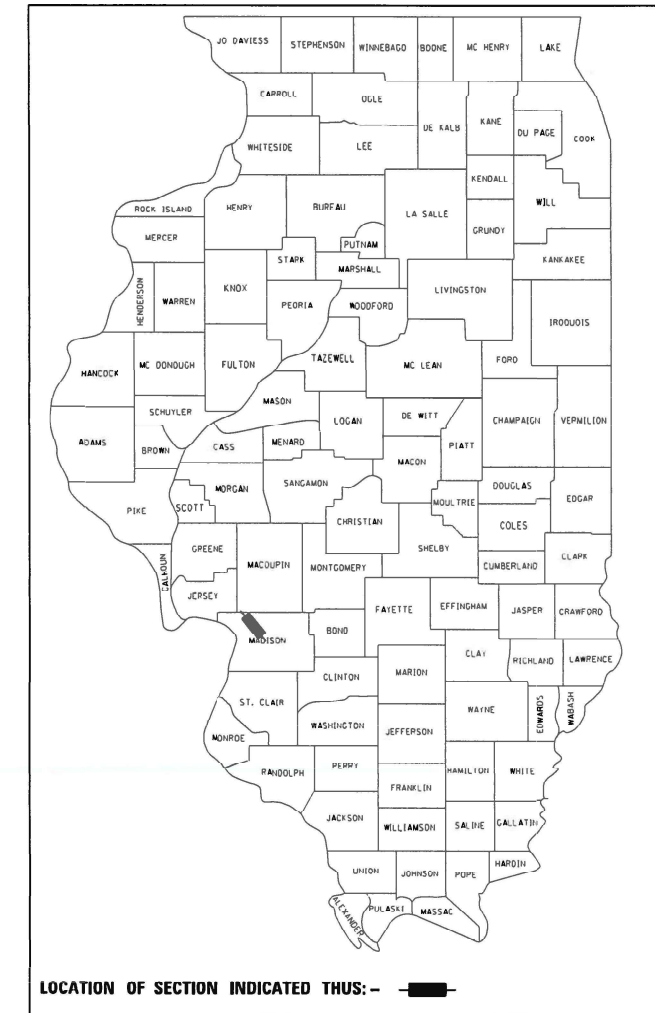 JO DAVIESS STEPHENSON WINNEBAGO BOONE MC HENRY LAKE
CARROLL OGLE DE KALB KANE DU PAGE COOK
WHITESIDE LEE
KENDALL WILL
ROCK ISLAND HENRY BUREAU LA SALLE GRUNDY
MERCER PUTNAM KANKAKEE
STARK MARSHALL
HENDERSON WARREN KNOX PEORIA WOODFORD LIVINGSTON IROQUOIS
HANCOCK MC DONOUGH FULTON TAZEWELL MC LEAN FORD
SCHUYLER MASON LOGAN DE WITT CHAMPAIGN VERMILION
ADAMS BROWN CASS MENARD PIATT
MACON
PIKE SCOTT MORGAN SANGAMON MOULTRIE DOUGLAS EDGAR
CHRISTIAN COLES
CALHOUN GREENE MACOUPIN MONTGOMERY SHELBY CUMBERLAND CLARK
JERSEY FAYETTE EFFINGHAM JASPER CRAWFORD
MADISON BOND
CLAY RICHLAND LAWRENCE
CLINTON MARION
ST. CLAIR WAYNE EDWARDS WABASH
WASHINGTON JEFFERSON
MONROE
RANDOLPH PERRY HAMILTON WHITE
FRANKLIN
JACKSON WILLIAMSON SALINE GALLATIN
UNION JOHNSON POPE HARDIN
ALEXANDER PULASKI MASSAC
LOCATION OF SECTION INDICATED THUS: -